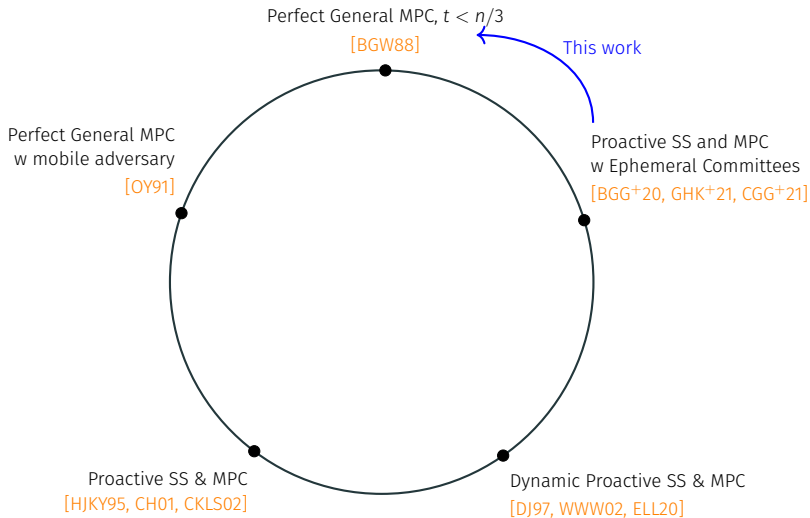 Perfect General MPC, t < n/3
[BGW88]
This work
Perfect General MPC
w mobile adversary
[OY91]
Proactive SS and MPC
w Ephemeral Committees
[BGG+20, GHK+21, CGG+21]
Proactive SS & MPC
[HJKY95, CH01, CKLS02]
Dynamic Proactive SS & MPC
[DJ97, WWW02, ELL20]